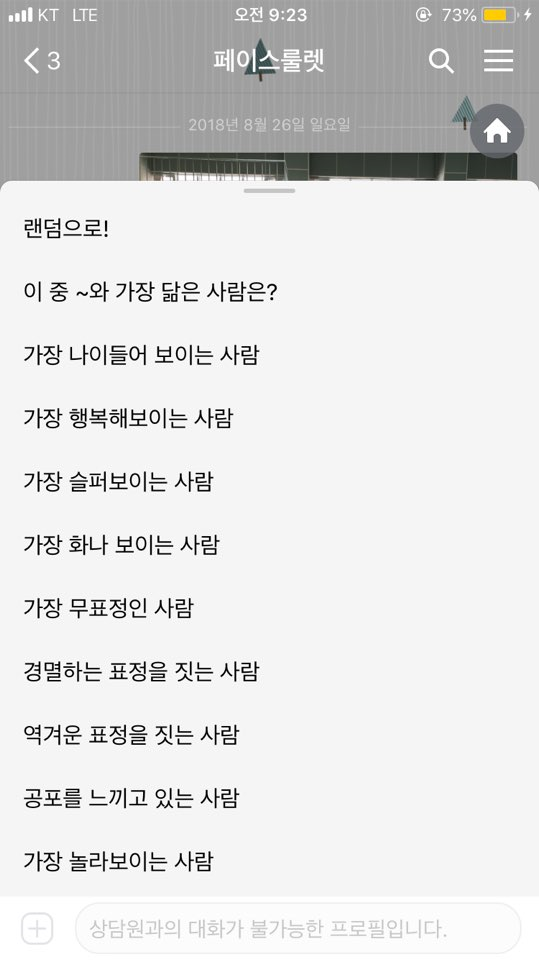 KT LTE 오전 9:23 73%
3 페이스룰렛
2018년 8월 26일 일요일
랜덤으로!
이 중 ~와 가장 닮은 사람은?
가장 나이들어 보이는 사람
가장 행복해보이는 사람
가장 슬퍼보이는 사람
가장 화나 보이는 사람
가장 무표정인 사람
경멸하는 표정을 짓는 사람
역겨운 표정을 짓는 사람
공포를 느끼고 있는 사람
가장 놀라보이는 사람
상담원과의 대화가 불가능한 프로필입니다.